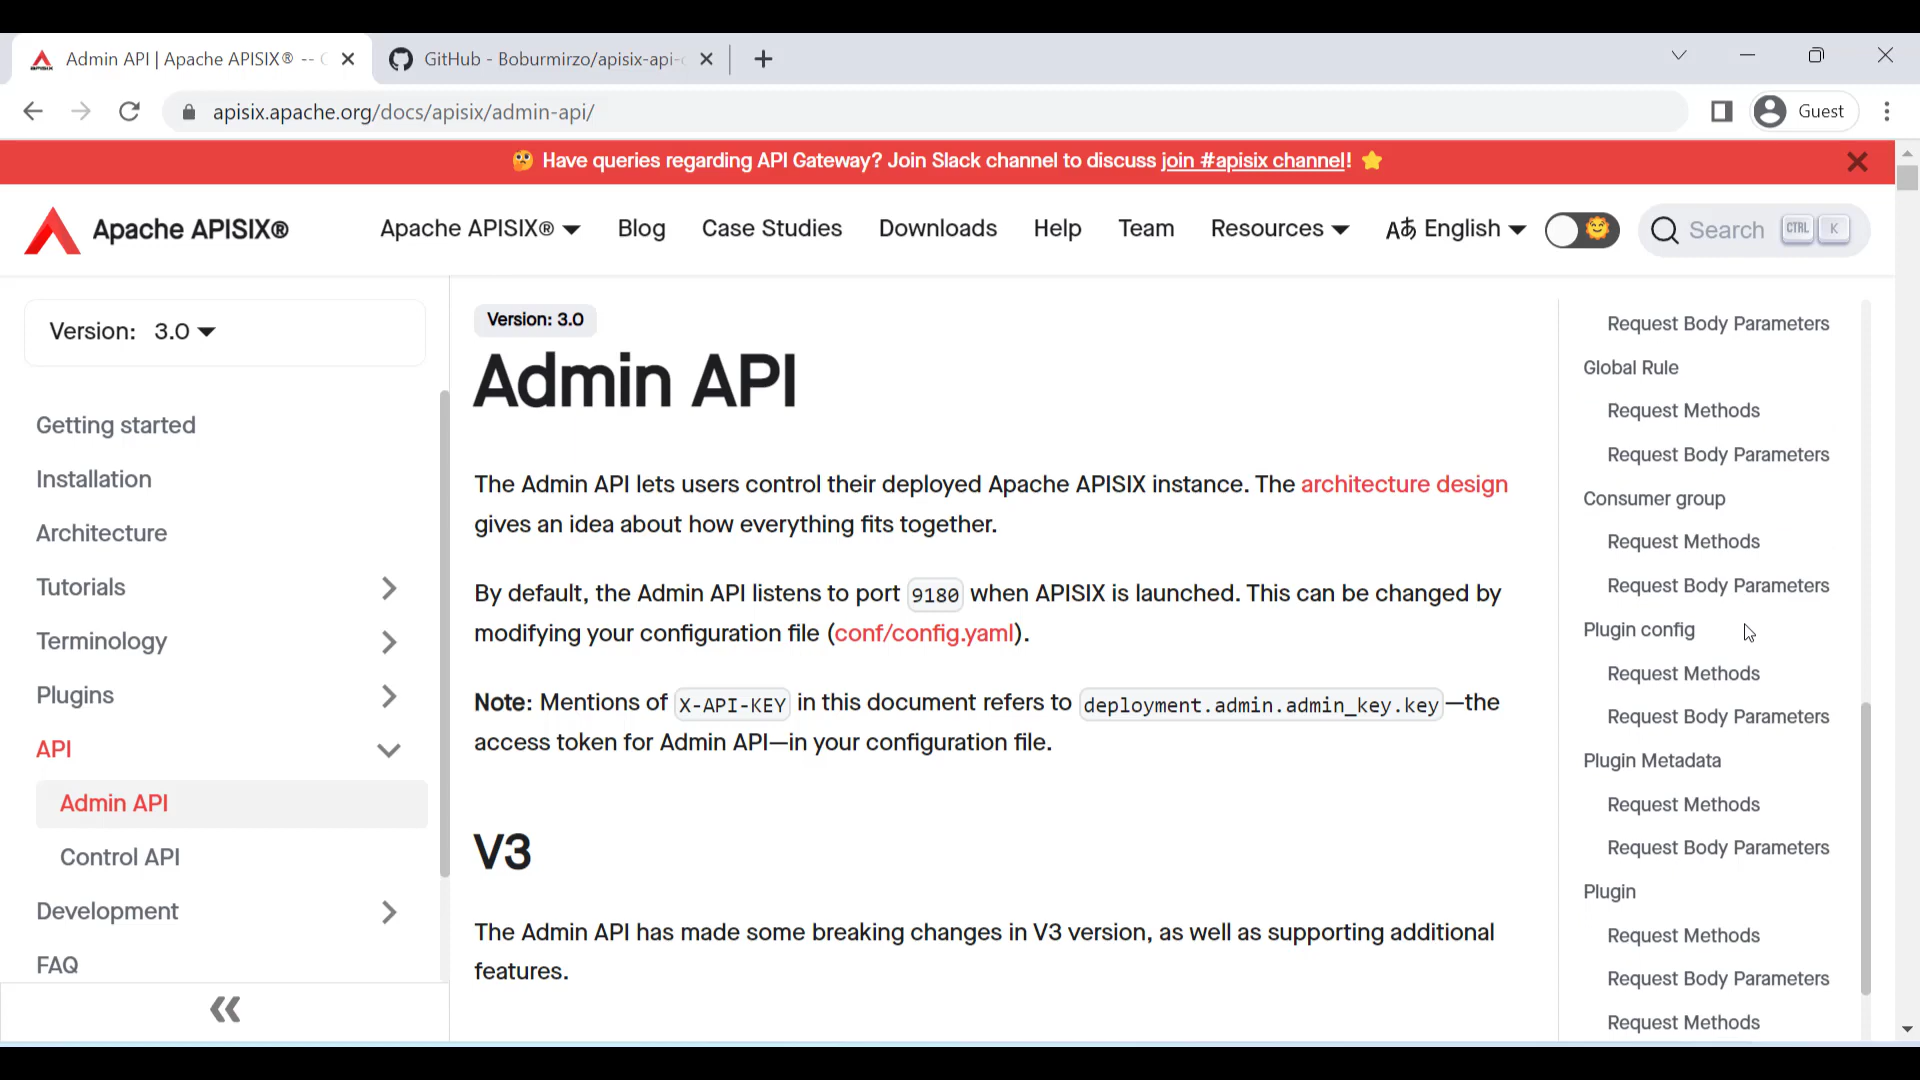 Admin API | Apache APISIX® --
GitHub - Boburmirzo/apisix-api-
apisix.apache.org/docs/apisix/admin-api/
Guest
🤔 Have queries regarding API Gateway? Join Slack channel to discuss join #apisix channel! ⭐
Apache APISIX®
Apache APISIX®
Blog
Case Studies
Downloads
Help
Team
Resources
English
Search
CTRL
K
Version: 3.0
Getting started
Installation
Architecture
Tutorials
Terminology
Plugins
API
Admin API
Control API
Development
FAQ
Version: 3.0
Admin API
The Admin API lets users control their deployed Apache APISIX instance. The architecture design
gives an idea about how everything fits together.
By default, the Admin API listens to port 9180 when APISIX is launched. This can be changed by
modifying your configuration file (conf/config.yaml).
Note: Mentions of X-API-KEY in this document refers to deployment.admin.admin_key.key—the
access token for Admin API—in your configuration file.
V3
The Admin API has made some breaking changes in V3 version, as well as supporting additional
features.
Request Body Parameters
Global Rule
Request Methods
Request Body Parameters
Consumer group
Request Methods
Request Body Parameters
Plugin config
Request Methods
Request Body Parameters
Plugin Metadata
Request Methods
Request Body Parameters
Plugin
Request Methods
Request Body Parameters
Request Methods